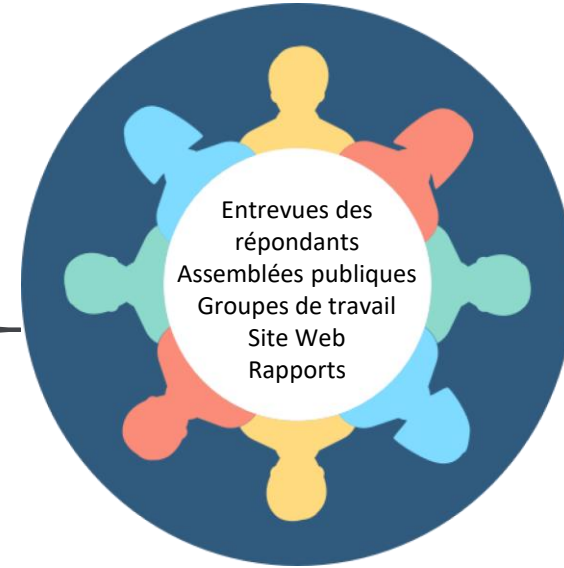 Entrevues des
répondants
Assemblées publiques
Groupes de travail
Site Web
Rapports